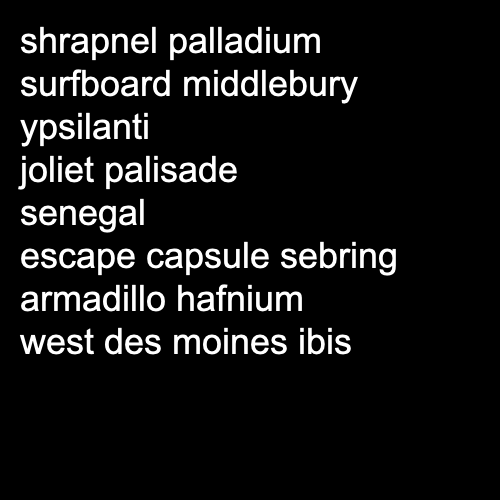 shrapnel palladium
surfboard middlebury
ypsilanti
joliet palisade
senegal
escape capsule sebring
armadillo hafnium
west des moines ibis